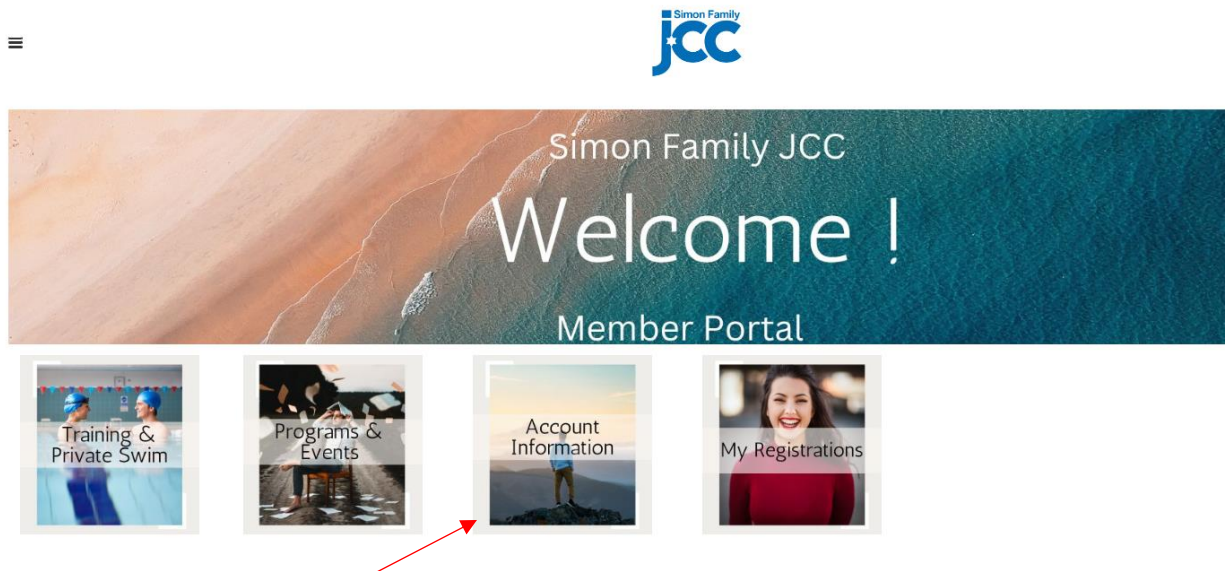 Simon Family
jcc
Simon Family JCC
Welcome !
Member Portal
Training &
Private Swim
Programs &
Events
Account
Information
My Registrations